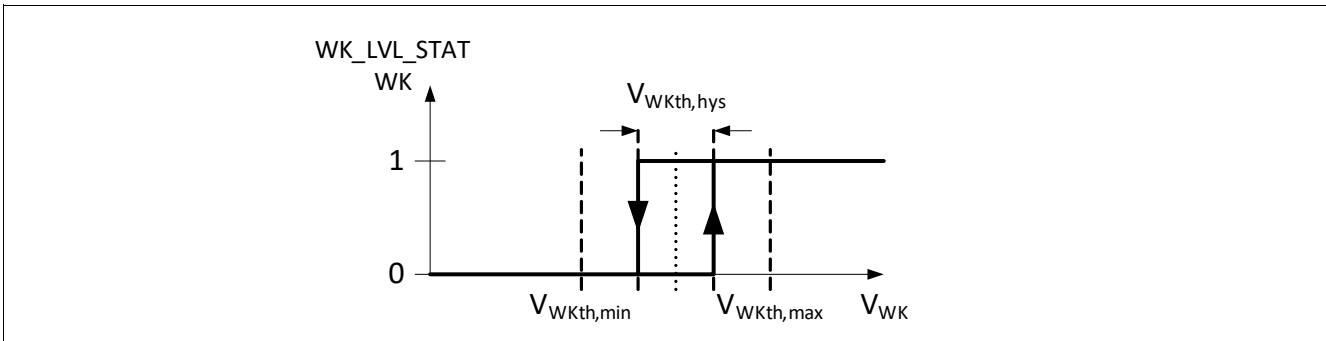 WK_LVL_STAT
WK
V_WKth,hys
1
0
V_WKth,min
V_WKth,max
V_WK